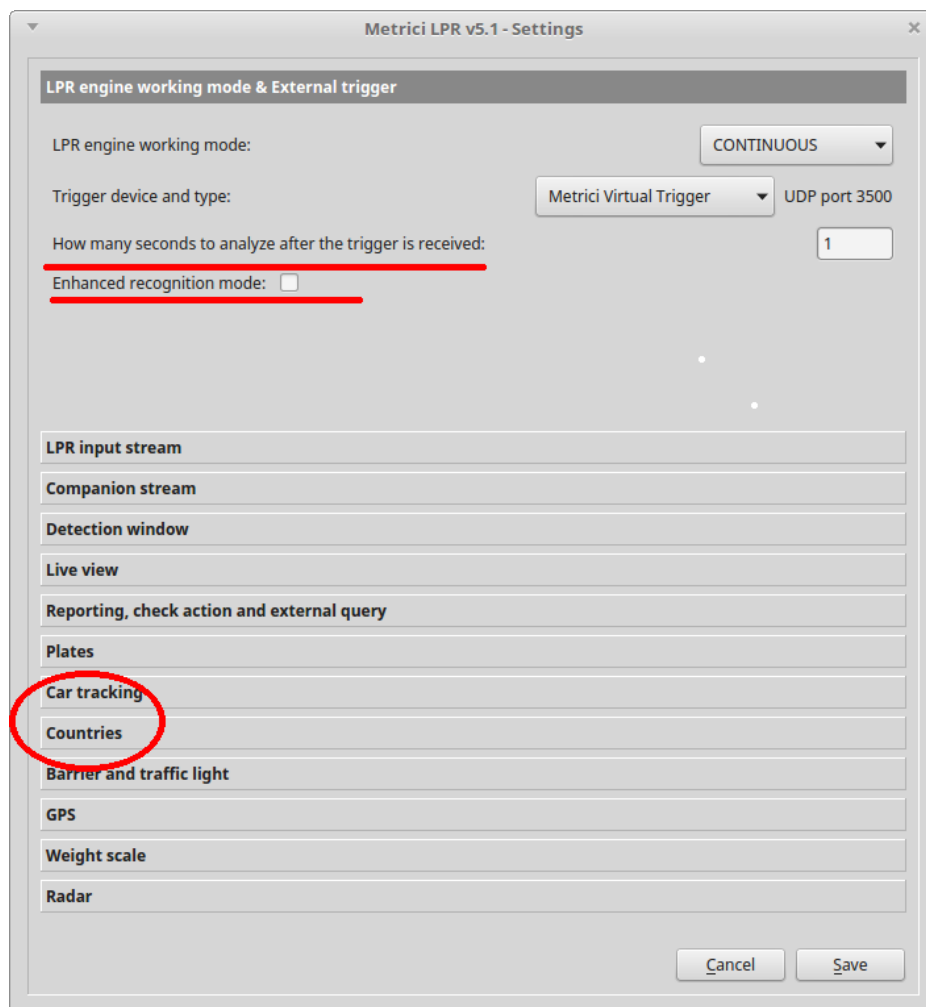 Metrici LPR v5.1 - Settings
LPR engine working mode & External trigger
LPR engine working mode: CONTINUOUS
Trigger device and type: Metrici Virtual Trigger UDP port 3500
How many seconds to analyze after the trigger is received: 1
Enhanced recognition mode:
LPR input stream
Companion stream
Detection window
Live view
Reporting, check action and external query
Plates
Car tracking
Countries
Barrier and traffic light
GPS
Weight scale
Radar
Cancel Save